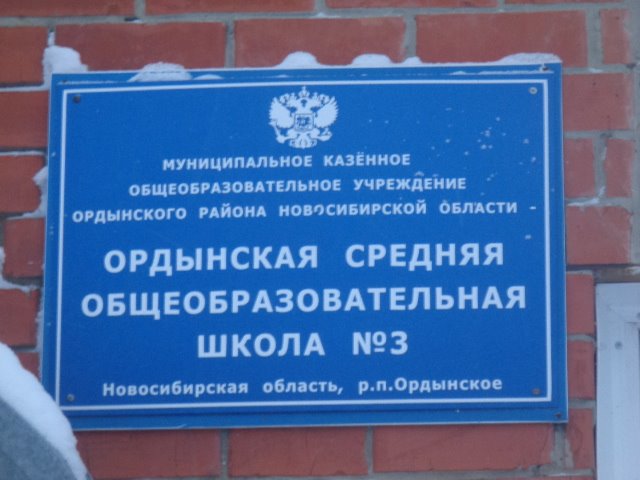 МУНИЦИПАЛЬНОЕ КАЗЁННОЕ
ОБЩЕОБРАЗОВАТЕЛЬНОЕ УЧРЕЖДЕНИЕ
ОРДЫНСКОГО РАЙОНА НОВОСИБИРСКОЙ ОБЛАСТИ
ОРДЫНСКАЯ СРЕДНЯЯ
ОБЩЕОБРАЗОВАТЕЛЬНАЯ
ШКОЛА №3
Новосибирская область, р.п.Ордынское